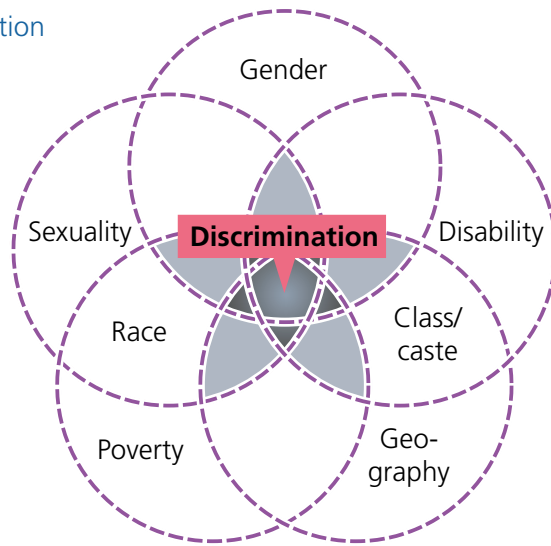 tion
Gender
Sexuality
Discrimination
Disability
Race
Class/
caste
Poverty
Geo-
graphy